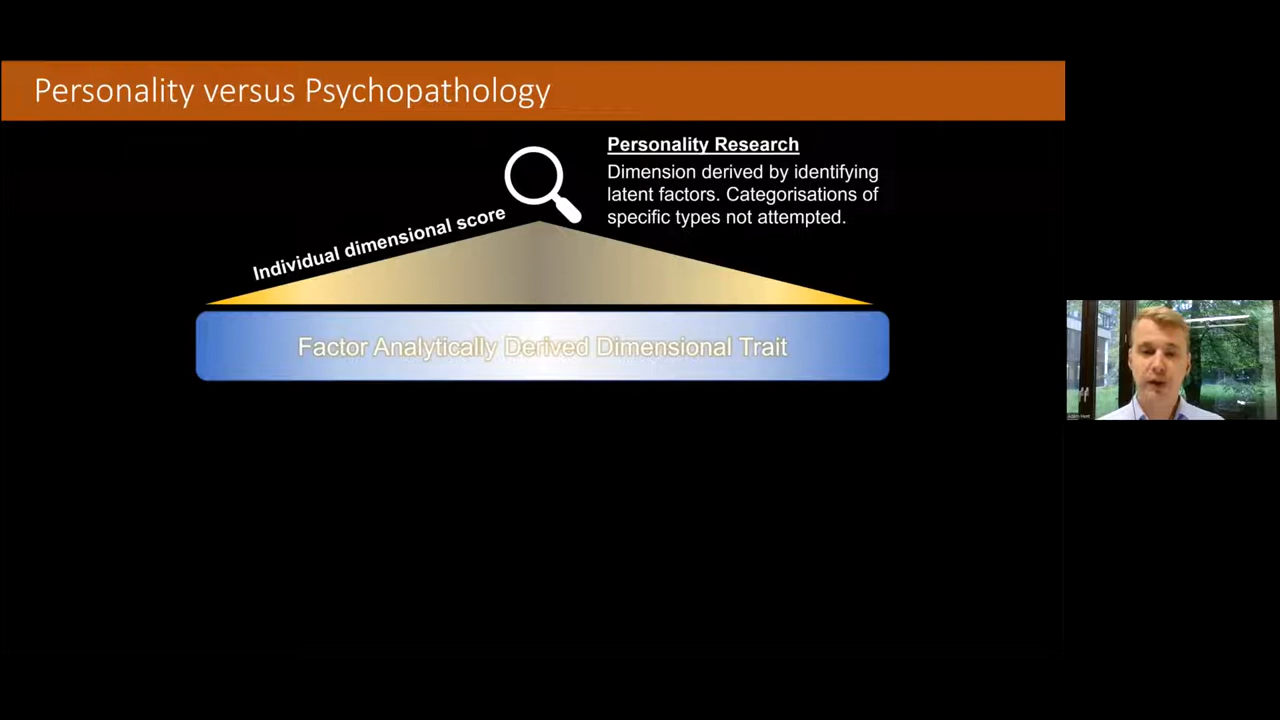 Personality versus Psychopathology
Personality Research
Dimension derived by identifying
latent factors. Categorisations of
specific types not attempted.
Individual dimensional score
Factor Analytically Derived Dimensional Trait